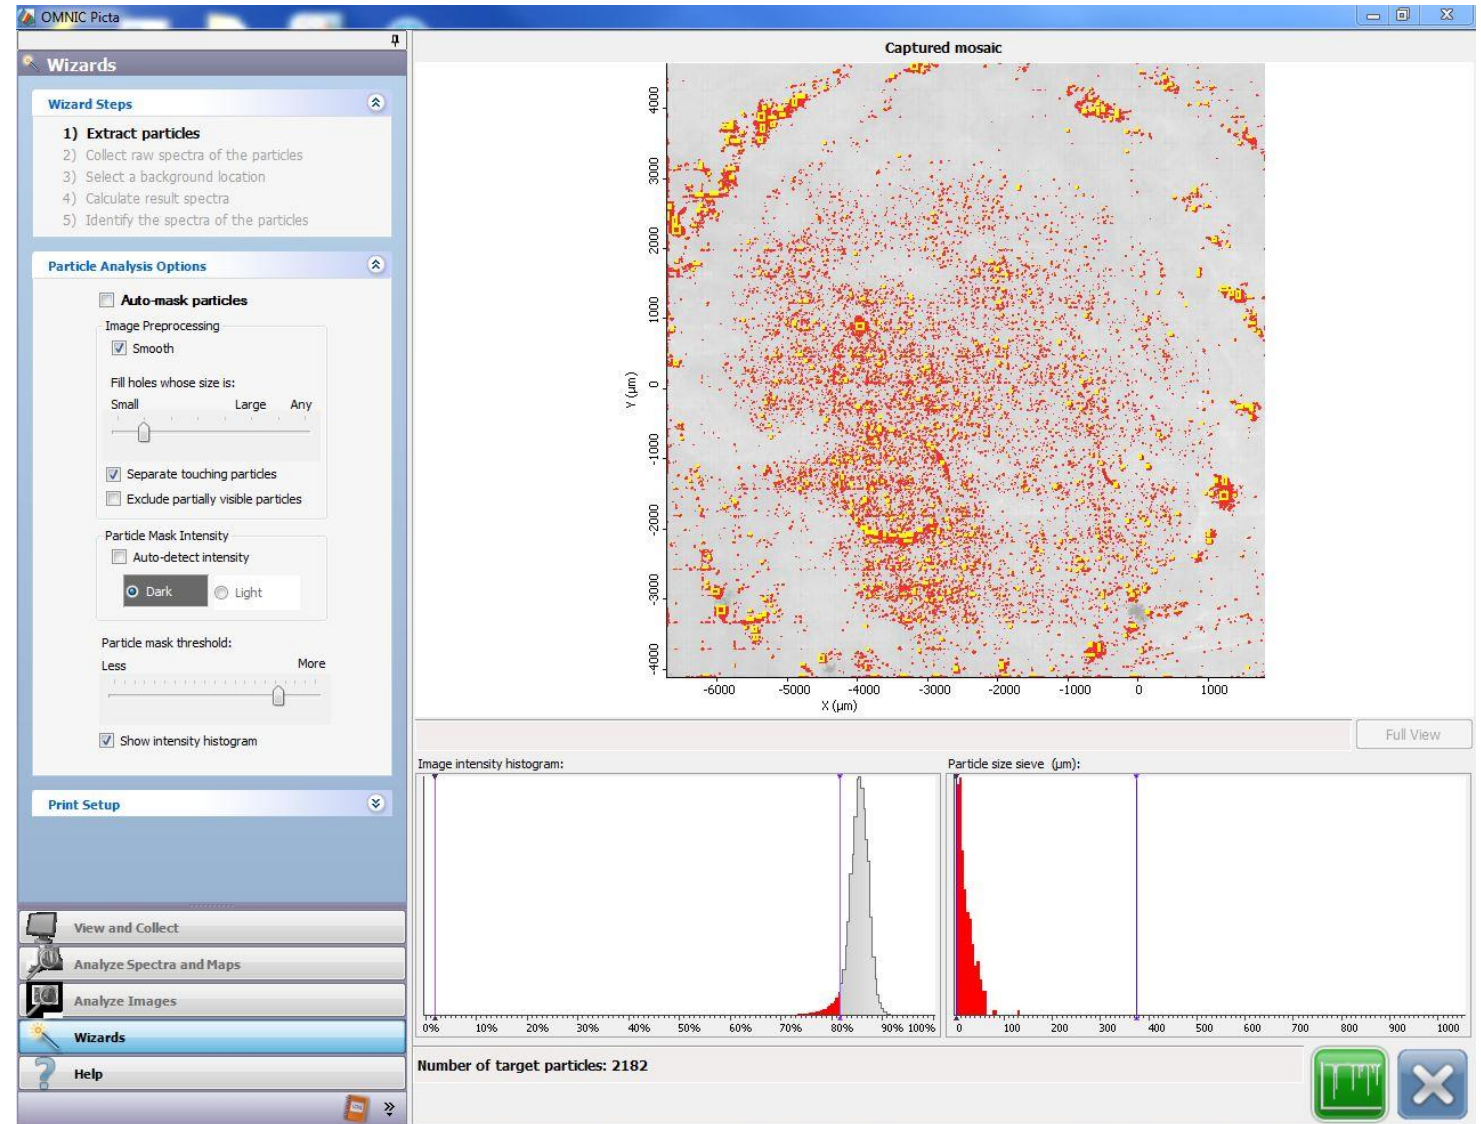 OMNIC Picta
Wizards
Wizard Steps
1) Extract particles
2) Collect raw spectra of the particles
3) Select a background location
4) Calculate result spectra
5) Identify the spectra of the particles
Particle Analysis Options
Auto-mask particles
Image Preprocessing
Smooth
Fill holes whose size is:
Small Large Any
Separate touching particles
Exclude partially visible particles
Particle Mask Intensity
Auto-detect intensity
Dark Light
Particle mask threshold:
Less More
Show intensity histogram
Print Setup
View and Collect
Analyze Spectra and Maps
Analyze Images
Wizards
Help
Captured mosaic
4000
3000
2000
1000
0
-1000
-2000
-3000
-4000
Y (µm)
-6000 -5000 -4000 -3000 -2000 -1000 0 1000
X (µm)
Full View
Image intensity histogram:
0% 10% 20% 30% 40% 50% 60% 70% 80% 90% 100%
Particle size sieve (µm):
0 100 200 300 400 500 600 700 800 900 1000
Number of target particles: 2182